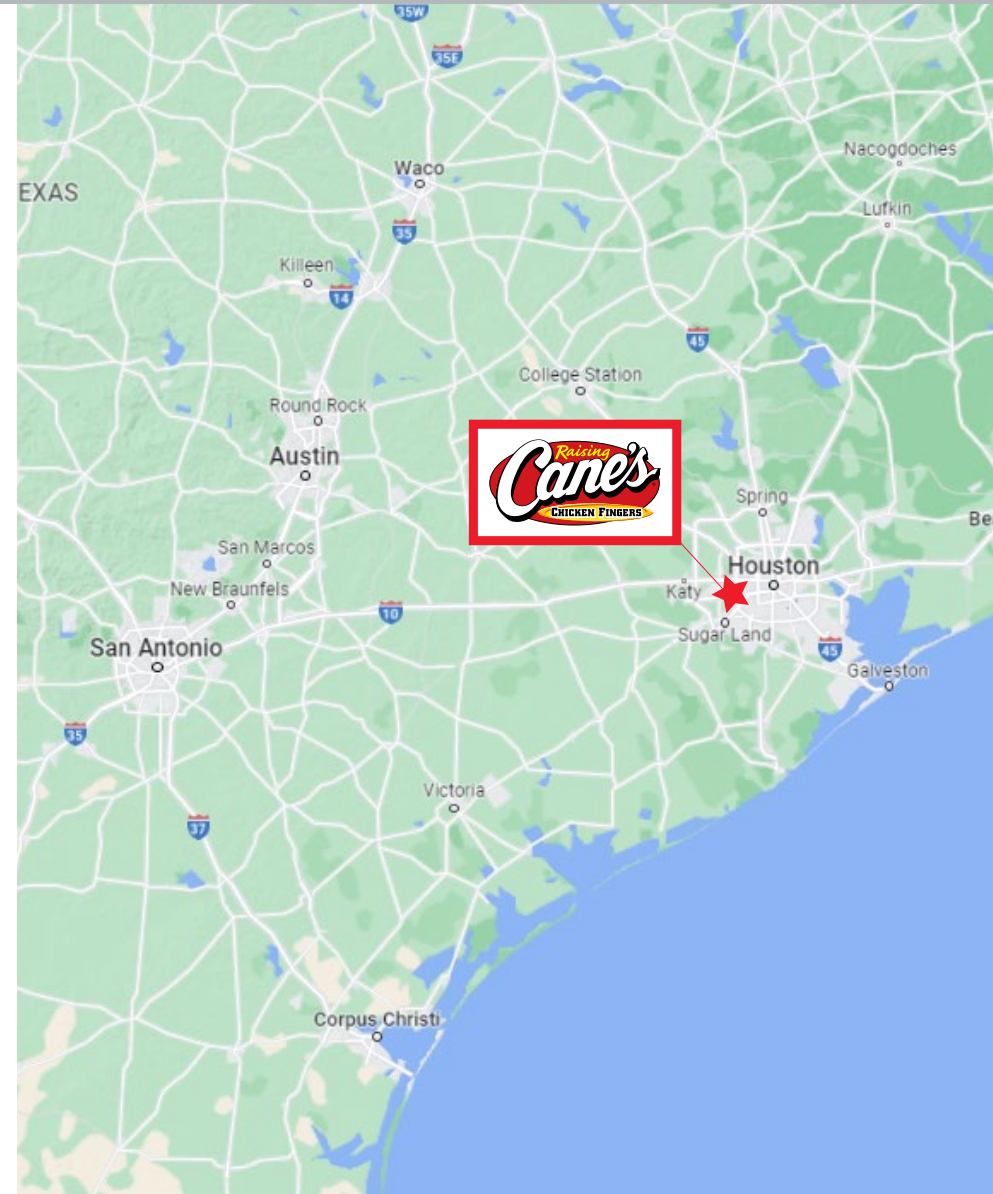 35W
35E
Nacogdoches
Waco
EXAS
Lufkin
35
Killeen
14
45
College Station
Round Rock
Raising
Cane's
CHICKEN FINGERS
Austin
Spring
Be
San Marcos
Houston
New Braunfels
Katy
10
Sugar Land
San Antonio
45
Galveston
35
Victoria
37
Corpus Christi